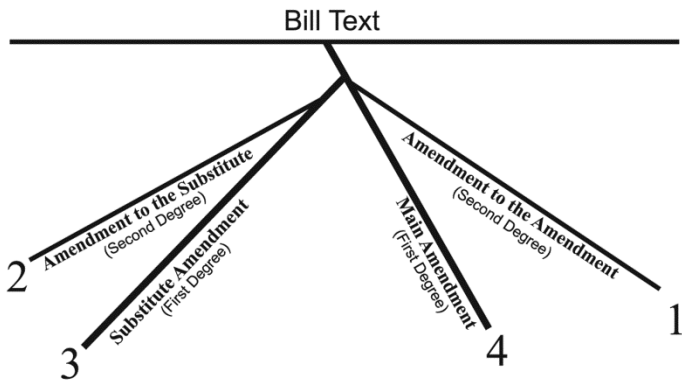 Bill Text
Amendment to the Substitute
(Second Degree)
2
Substitute Amendment
(First Degree)
3
Main Amendment
(First Degree)
4
Amendment to the Amendment
(Second Degree)
1